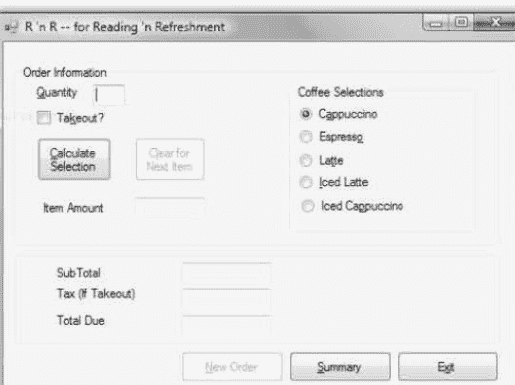 R 'n R -- for Reading 'n Refreshment
Order Information
Quantity
Takeout?
Calculate
Selection
Clear for
Next Item
Item Amount
Coffee Selections
Cappuccino
Espresso
Latte
Iced Latte
Iced Cappuccino
SubTotal
Tax (If Takeout)
Total Due
New Order
Summary
Exit